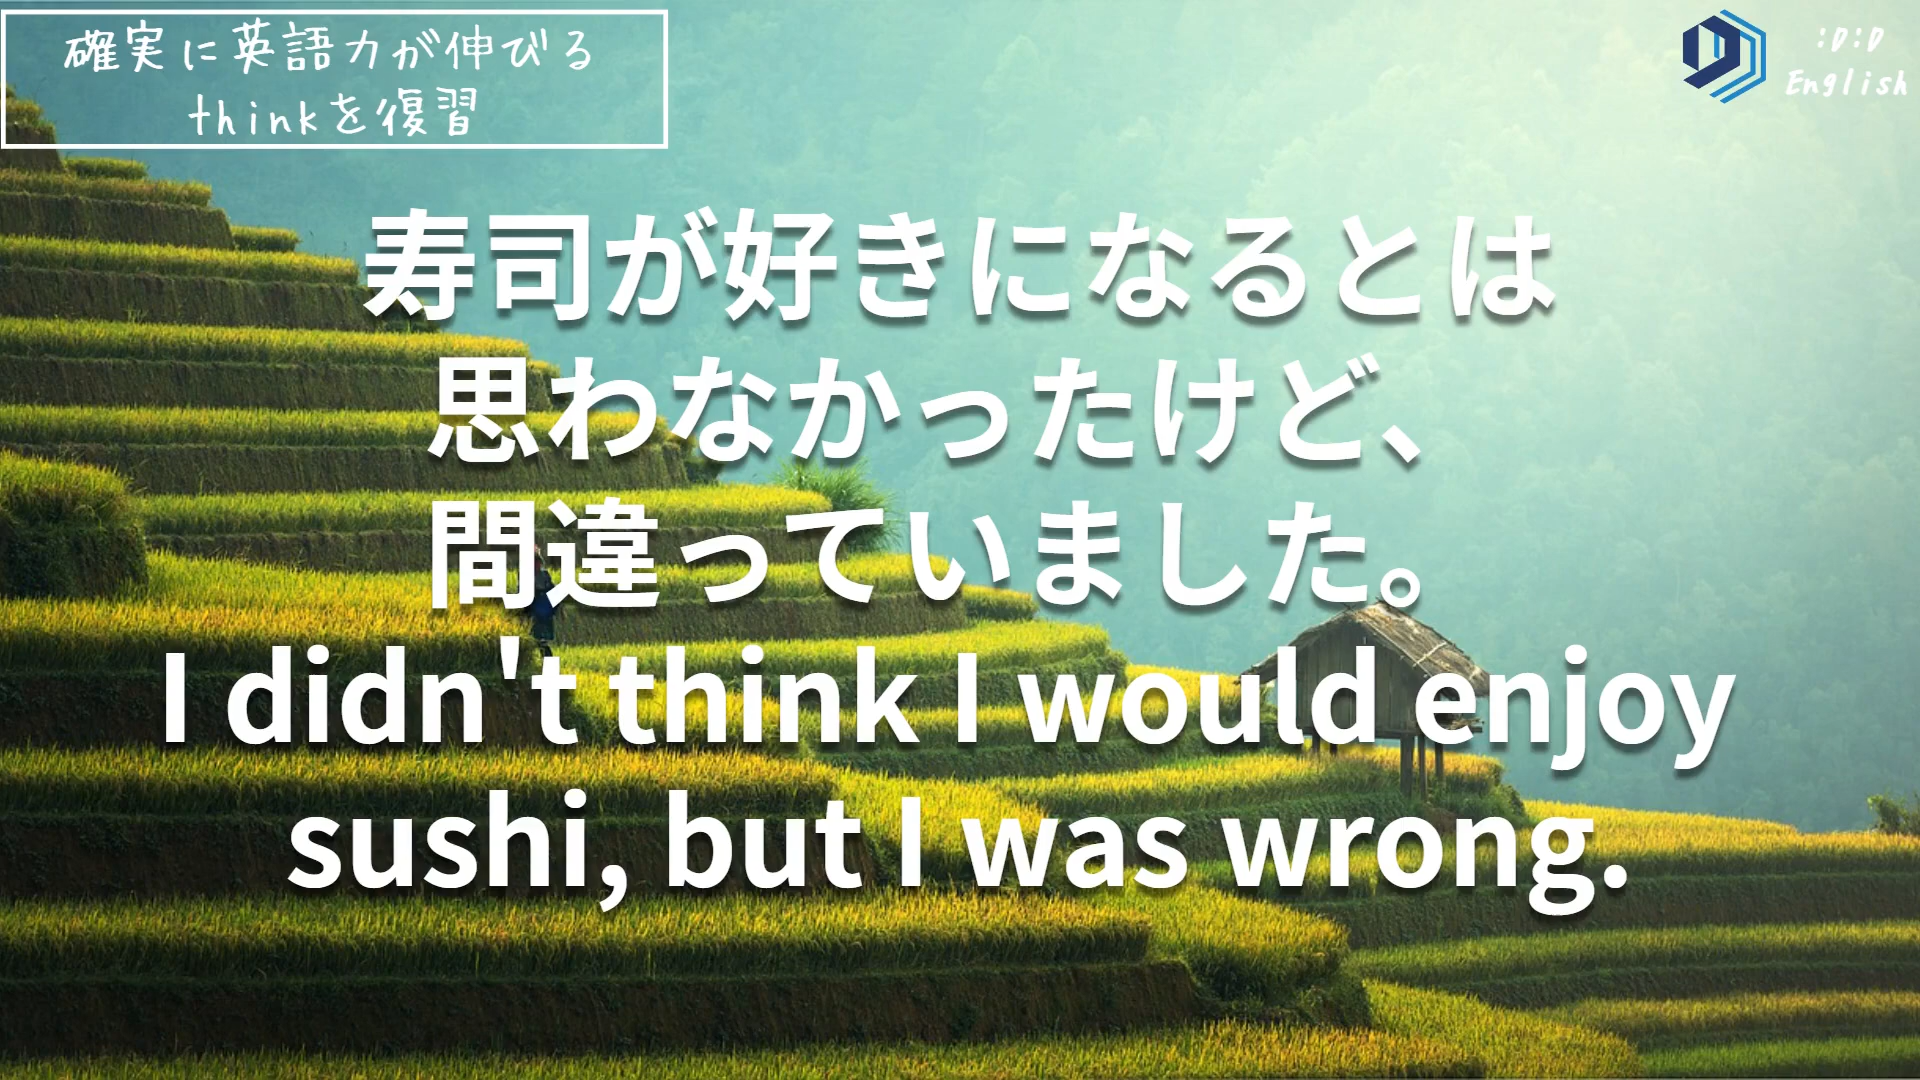 確実に英語力が伸びる
thinkを復習
:D:D
English
寿司が好きになるとは
思わなかったけど、
間違っていました。
I didn't think I would enjoy
sushi, but I was wrong.